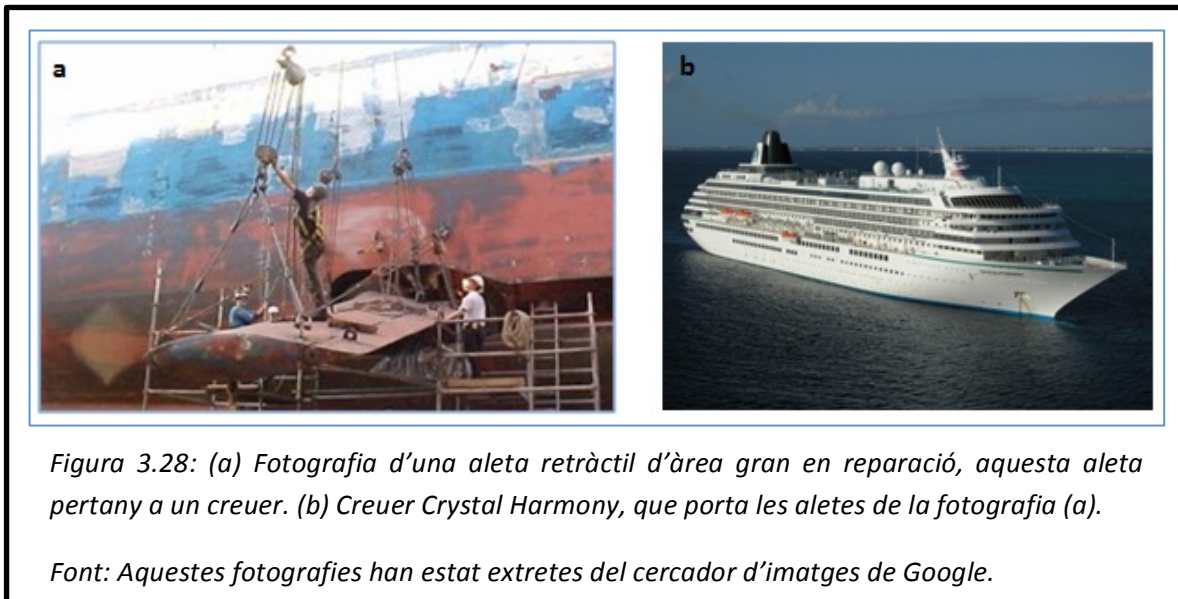 a
b
Figura 3.28: (a) Fotografia d’una aleta retràctil d’àrea gran en reparació, aquesta aleta
pertany a un creuer. (b) Creuer Crystal Harmony, que porta les aletes de la fotografia (a).
Font: Aquestes fotografies han estat extretes del cercador d’imatges de Google.